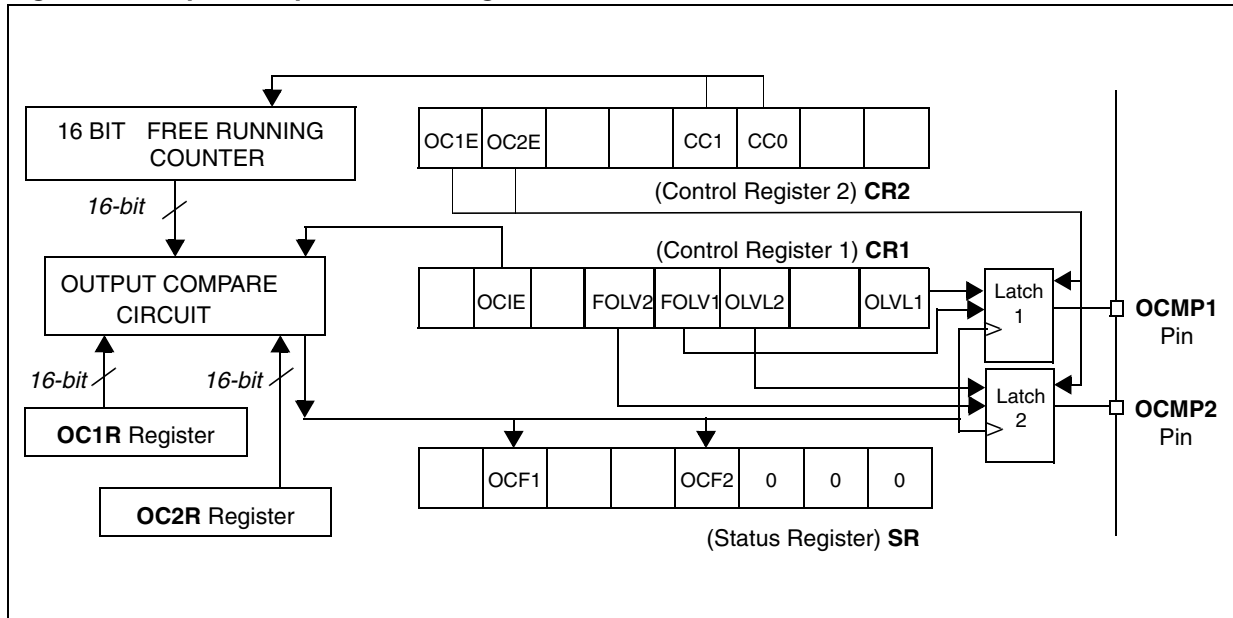 16 BIT FREE RUNNING
COUNTER
16-bit
OC1E OC2E CC1 CC0
(Control Register 2) CR2
(Control Register 1) CR1
OUTPUT COMPARE
CIRCUIT
OCIE FOLV2 FOLV1 OLVL2 OLVL1
Latch
1
OCMP1
Pin
16-bit
16-bit
Latch
2
OCMP2
Pin
OC1R Register
OCF1 OCF2 0 0 0
OC2R Register
(Status Register) SR